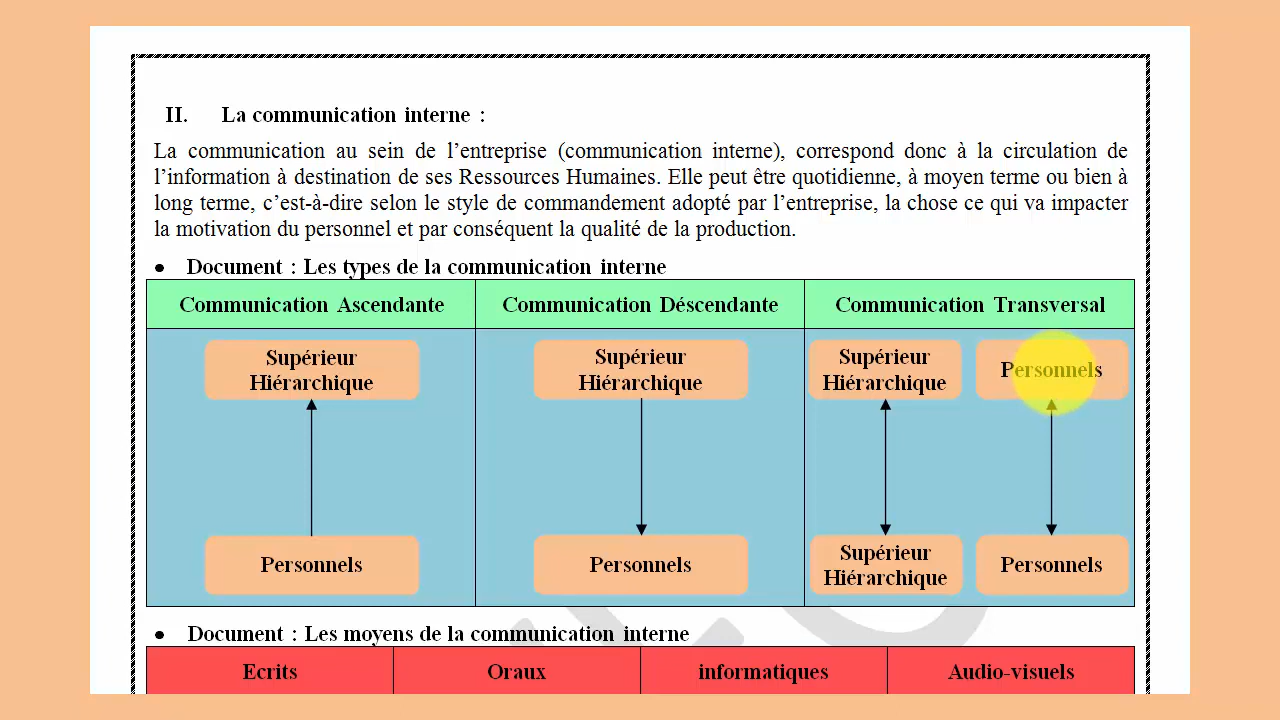 II. La communication interne :
La communication au sein de l’entreprise (communication interne), correspond donc à la circulation de
l’information à destination de ses Ressources Humaines. Elle peut être quotidienne, à moyen terme ou bien à
long terme, c’est-à-dire selon le style de commandement adopté par l’entreprise, la chose ce qui va impacter
la motivation du personnel et par conséquent la qualité de la production.
• Document : Les types de la communication interne
Communication Ascendante
Communication Déscendante
Communication Transversal
Supérieur
Hiérarchique
Personnels
Supérieur
Hiérarchique
Personnels
Supérieur
Hiérarchique
Personnels
Supérieur
Hiérarchique
Personnels
• Document : Les moyens de la communication interne
Ecrits
Oraux
informatiques
Audio-visuels